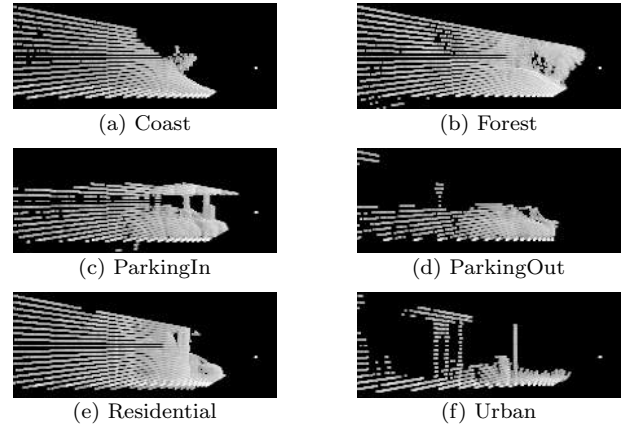 (a) Coast
(b) Forest
(c) ParkingIn
(d) ParkingOut
(e) Residential
(f) Urban